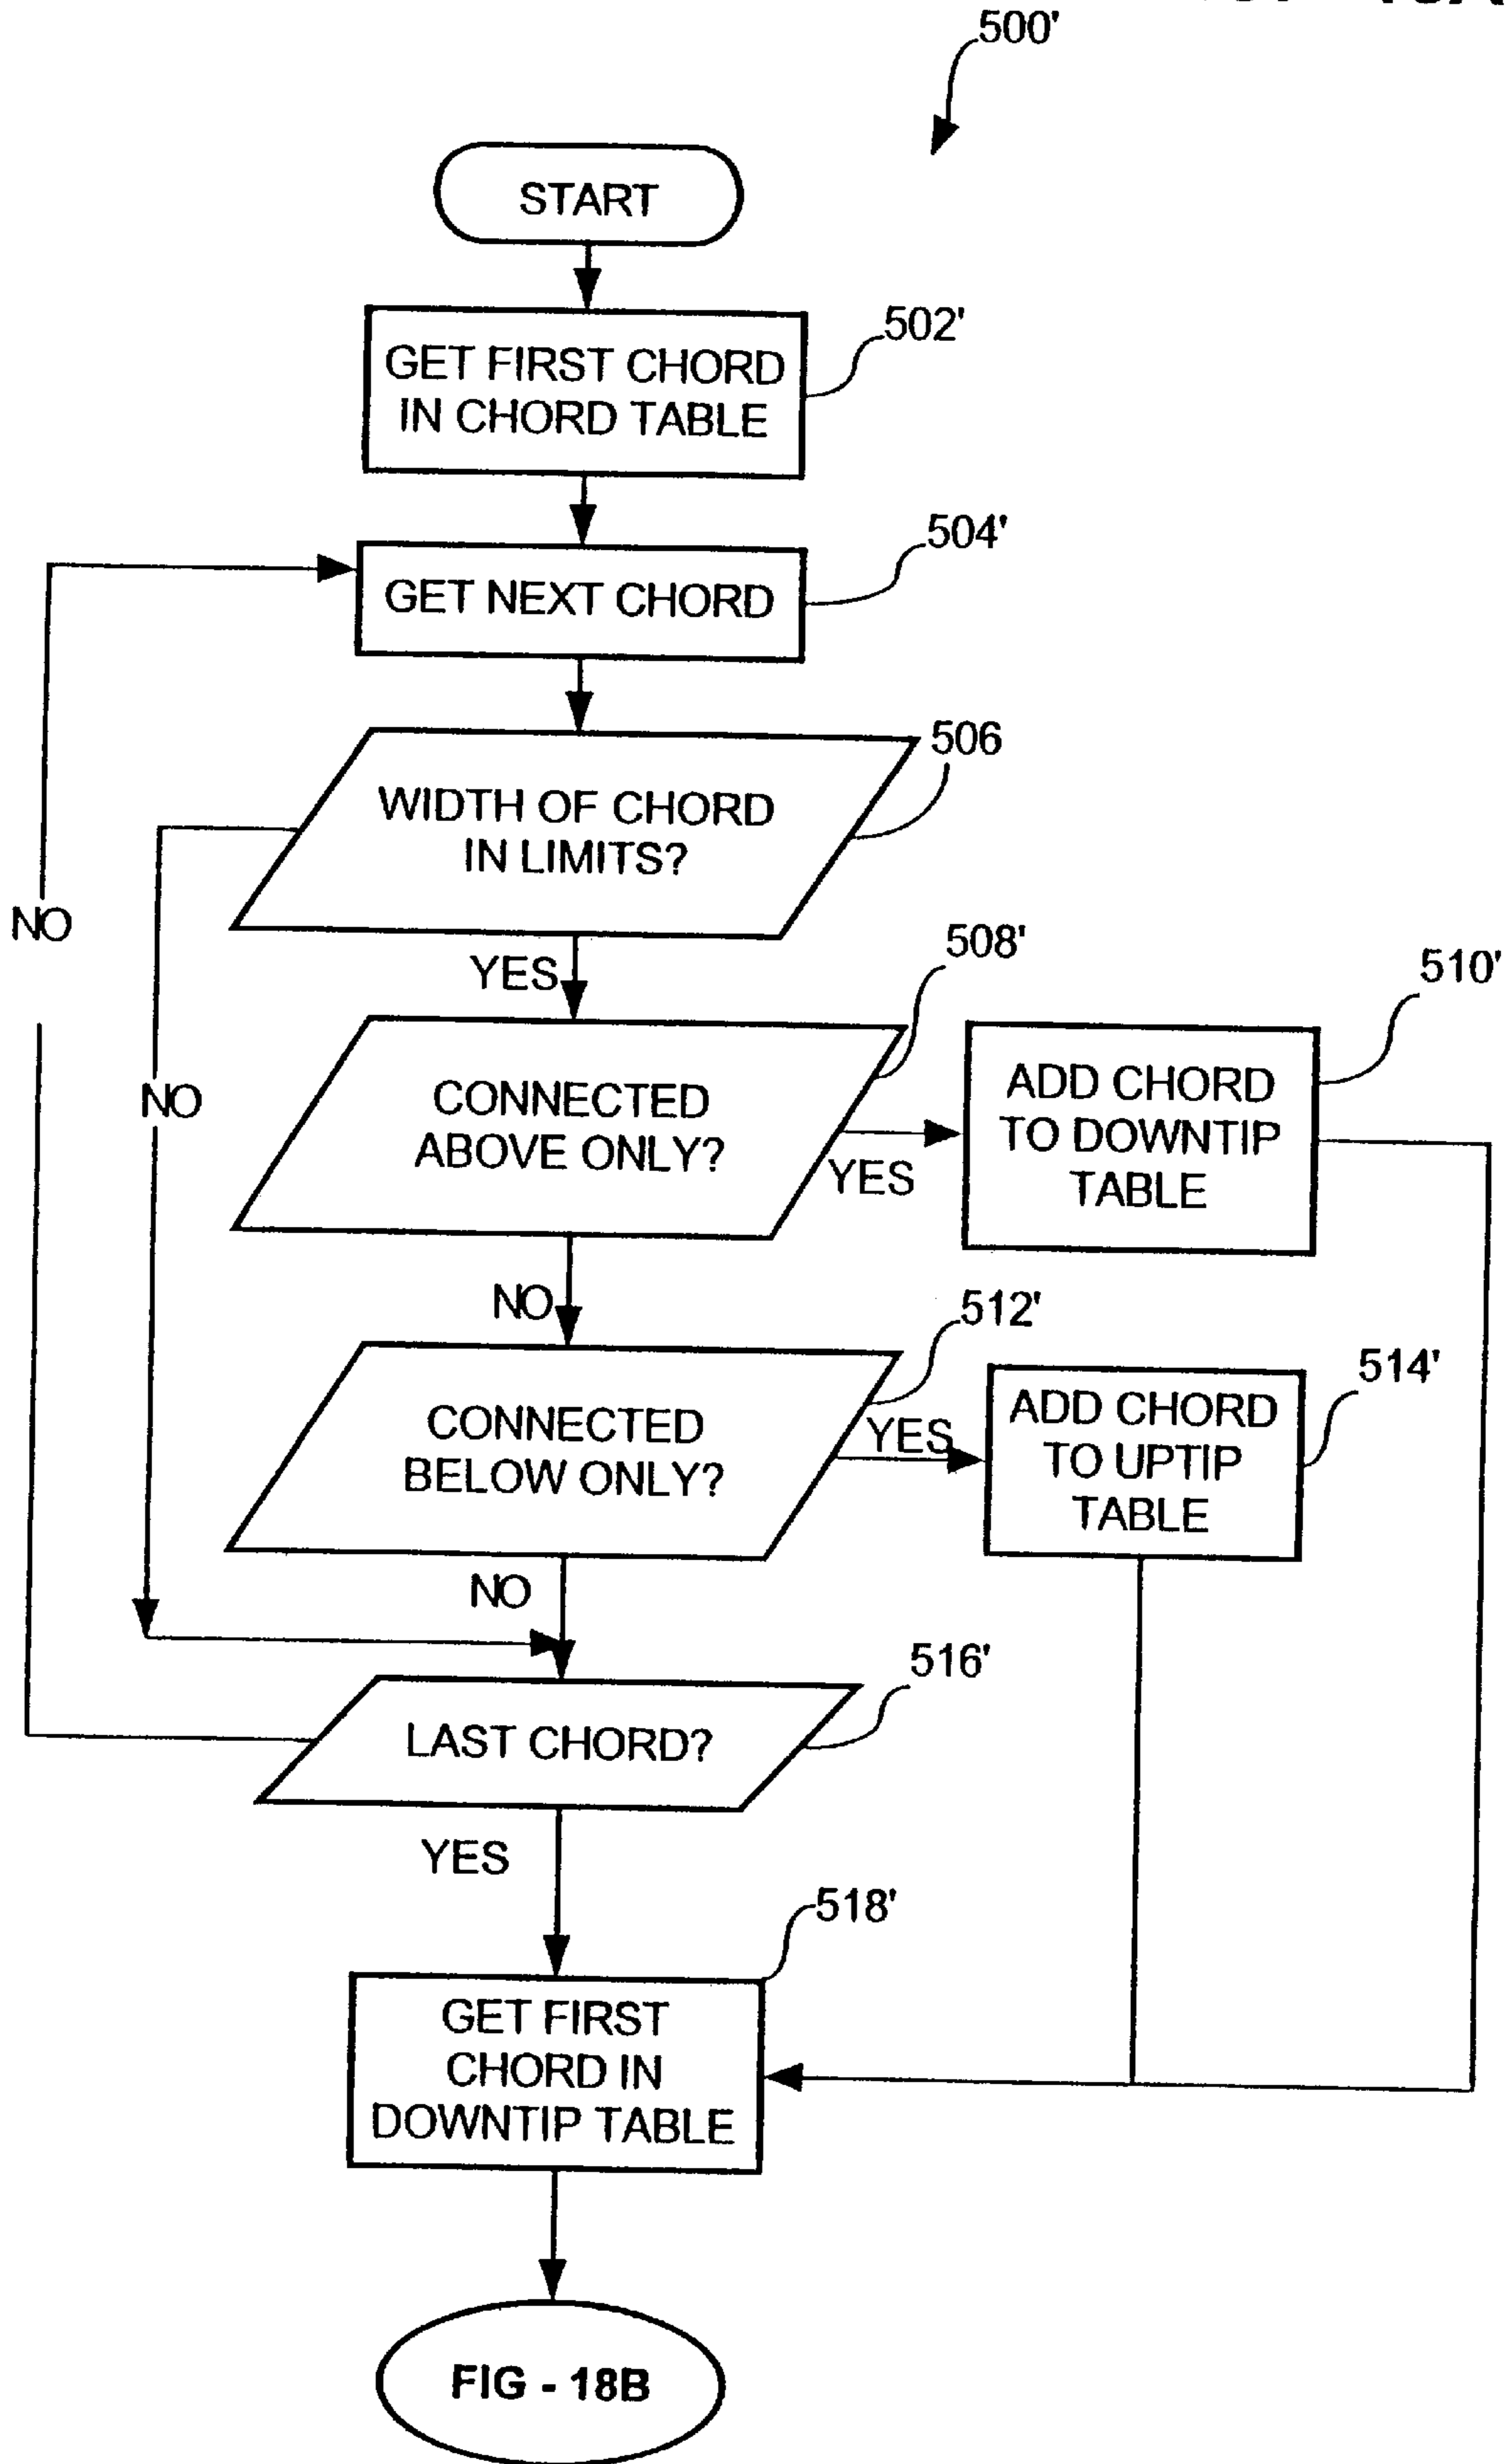 500'
START
502'
GET FIRST CHORD
IN CHORD TABLE
504'
GET NEXT CHORD
506
WIDTH OF CHORD
IN LIMITS?
NO
YES
508'
510'
NO
CONNECTED
ABOVE ONLY?
YES
ADD CHORD
TO DOWNTIP
TABLE
NO
512'
514'
CONNECTED
BELOW ONLY?
YES
ADD CHORD
TO UPTIP
TABLE
NO
516'
LAST CHORD?
YES
518'
GET FIRST
CHORD IN
DOWNTIP TABLE
FIG - 18B